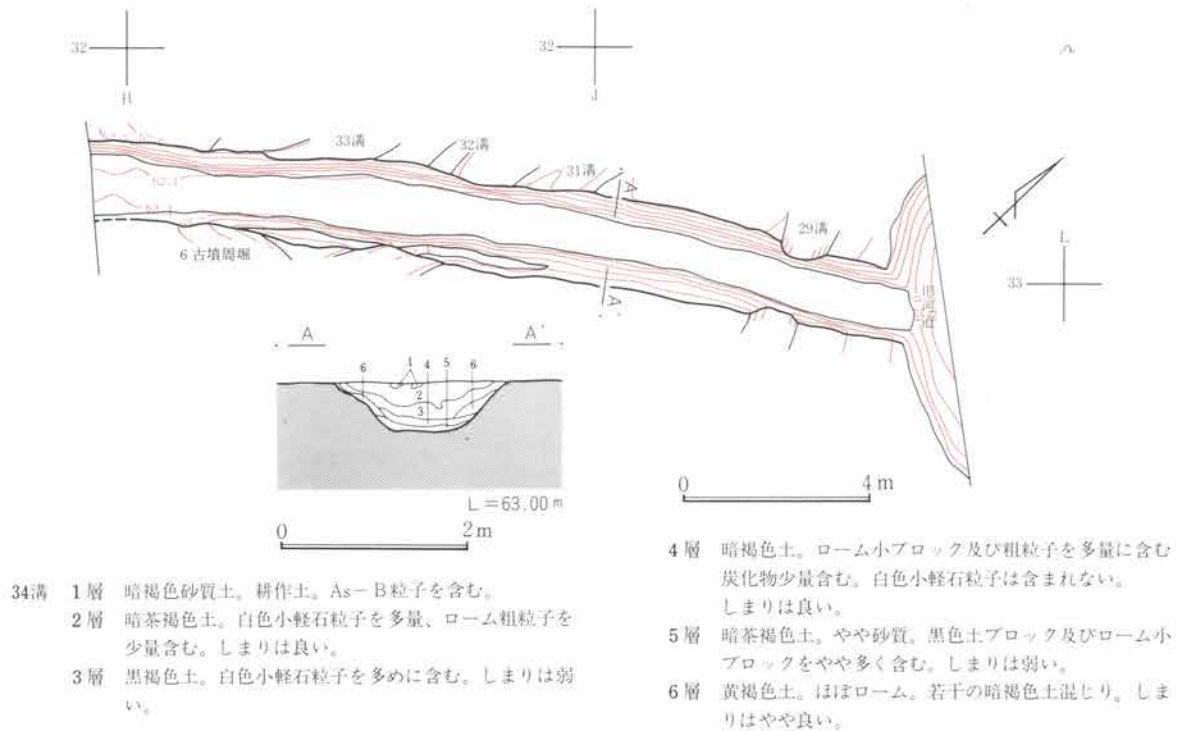 32
32
H
J
33溝
32溝
31溝
A
29溝
6古墳周堀
A'
L
33
旧河道
62.1
A
A'
1
6
4
5
6
2
3
L=63.00m
0
2m
0
4m
34溝 1層 暗褐色砂質土。耕作土。As-B粒子を含む。
2層 暗茶褐色土。白色小軽石粒子を多量、ローム粗粒子を
少量含む。しまりは良い。
3層 黒褐色土。白色小軽石粒子を多めに含む。しまりは弱
い。
4層 暗褐色土。ローム小ブロック及び粗粒子を多量に含む
炭化物少量含む。白色小軽石粒子は含まれない。
しまりは良い。
5層 暗茶褐色土。やや砂質。黒色土ブロック及びローム小
ブロックをやや多く含む。しまりは弱い。
6層 黄褐色土。ほぼローム。若干の暗褐色土混じり。しま
りはやや良い。